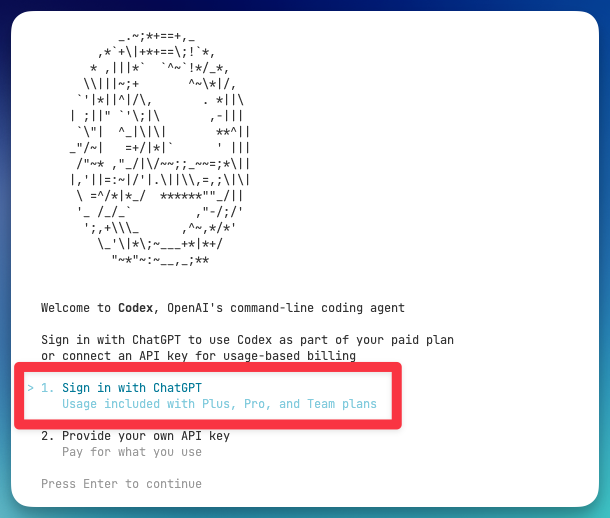 Welcome to Codex, OpenAI's command-line coding agent
Sign in with ChatGPT to use Codex as part of your paid plan
or connect an API key for usage-based billing
> 1. Sign in with ChatGPT
Usage included with Plus, Pro, and Team plans
2. Provide your own API key
Pay for what you use
Press Enter to continue